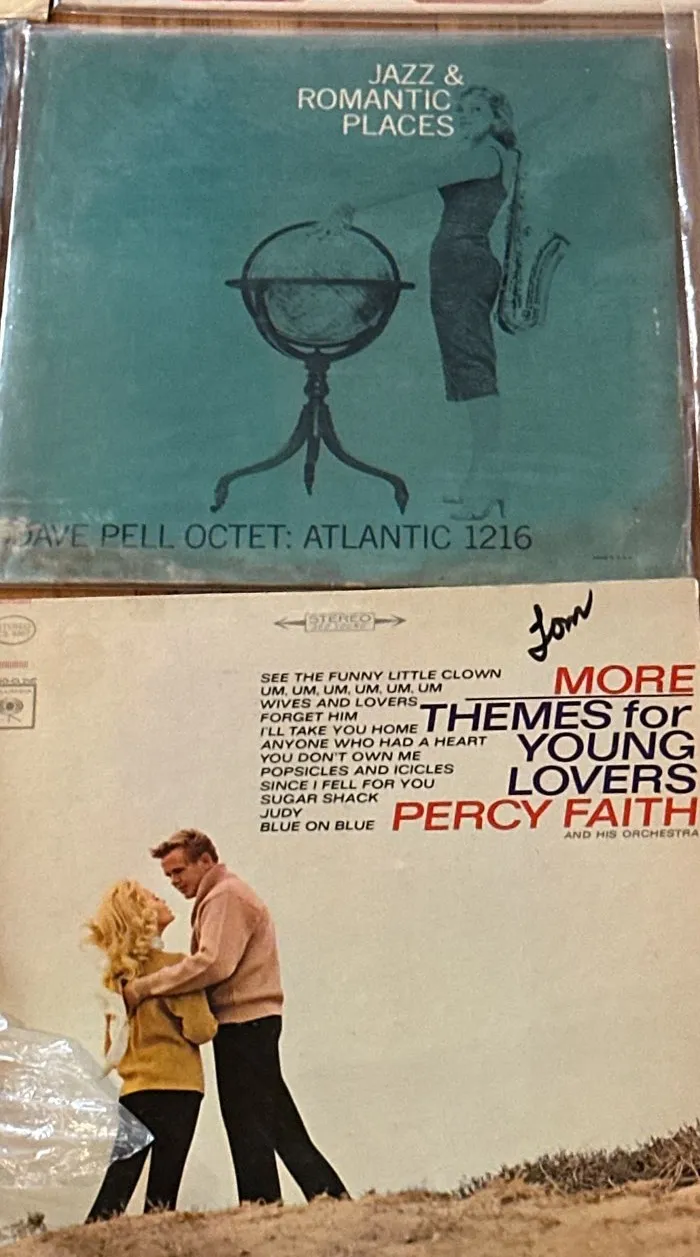 JAZZ &
ROMANTIC
PLACES
DAVE PELL OCTET: ATLANTIC 1216
STEREO
Tom
SEE THE FUNNY LITTLE CLOWN
UM, UM, UM, UM, UM, UM
WIVES AND LOVERS
FORGET HIM
I'LL TAKE YOU HOME
ANYONE WHO HAD A HEART
YOU DON'T OWN ME
POPSICLES AND ICICLES
SINCE I FELL FOR YOU
SUGAR SHACK
JUDY
BLUE ON BLUE
MORE
THEMES for
YOUNG
LOVERS
PERCY FAITH
AND HIS ORCHESTRA